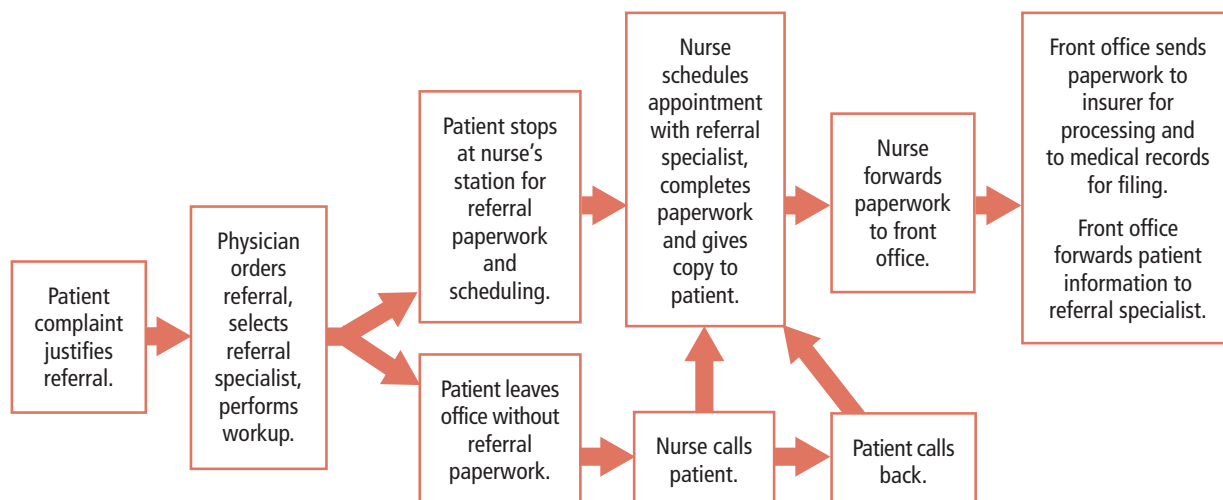 Patient
complaint
justifies
referral.
Physician
orders
referral,
selects
referral
specialist,
performs
workup.
Patient stops
at nurse’s
station for
referral
paperwork
and
scheduling.
Patient leaves
office without
referral
paperwork.
Nurse calls
patient.
Patient calls
back.
Nurse
schedules
appointment
with referral
specialist,
completes
paperwork
and gives
copy to
patient.
Nurse
forwards
paperwork
to front
office.
Front office sends
paperwork to
insurer for
processing and
to medical records
for filing.
Front office
forwards patient
information to
referral specialist.